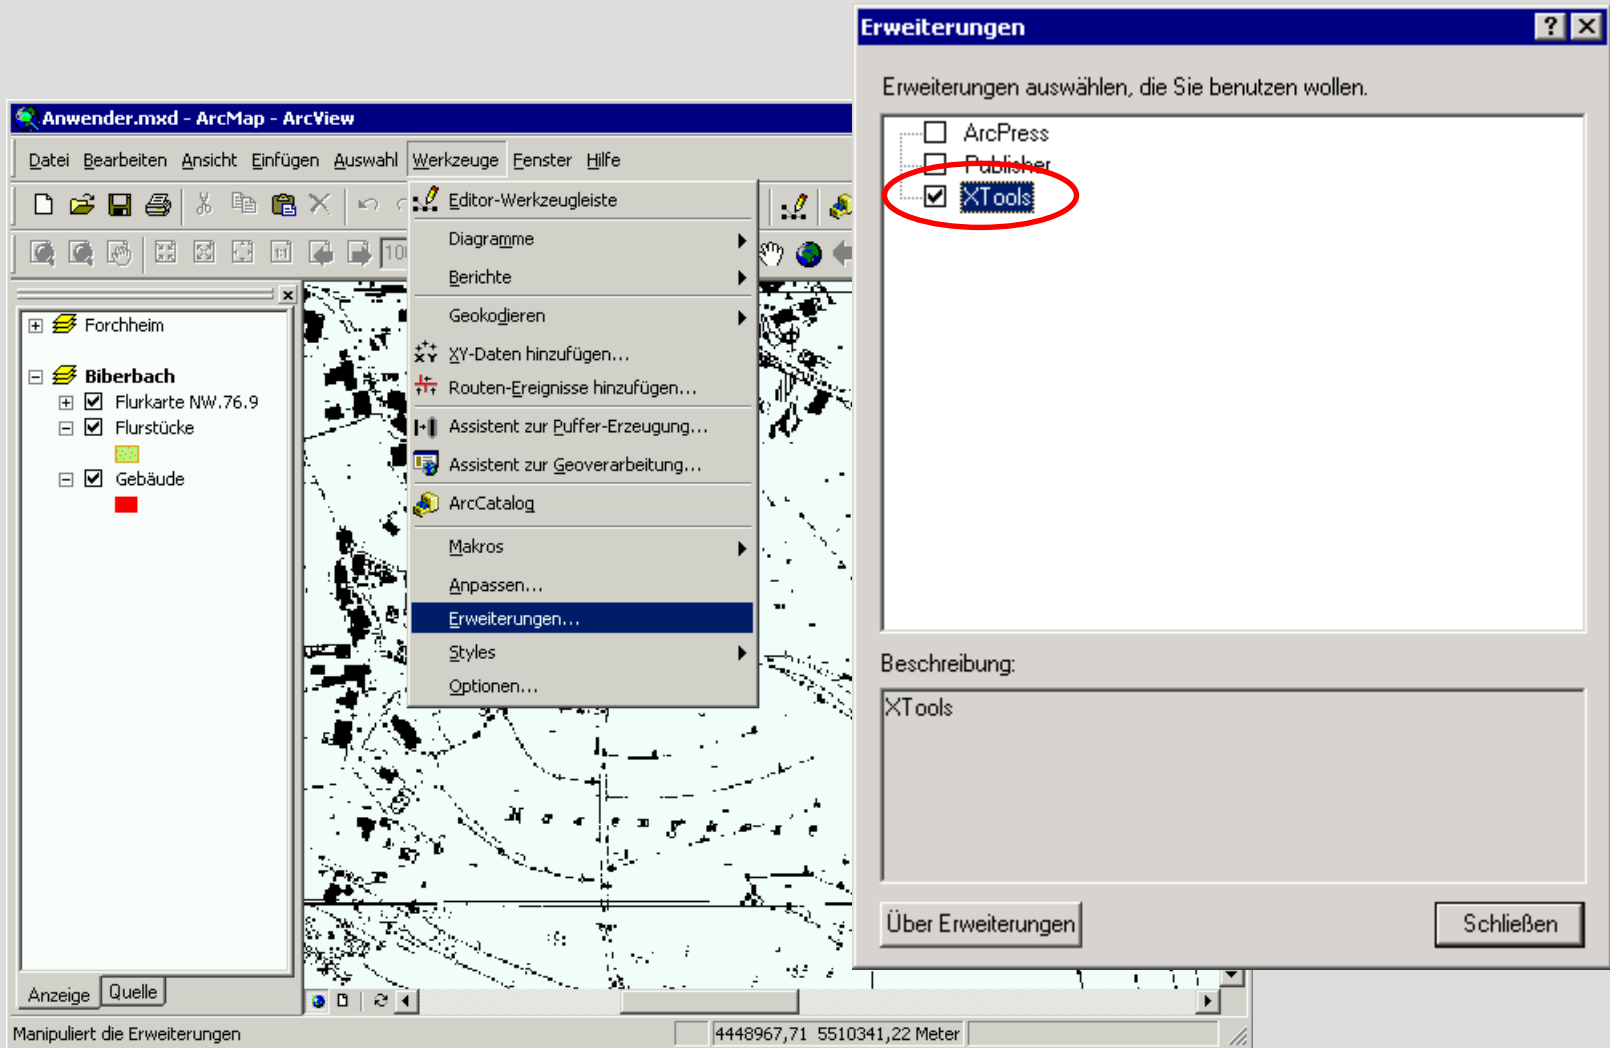 Erweiterungen
Erweiterungen auswählen, die Sie benutzen wollen.
ArcPress
Publisher
XTools
Beschreibung:
XTools
Über Erweiterungen
Schließen
Anwender.mxd - ArcMap - ArcView
Datei Bearbeiten Ansicht Einfügen Auswahl Werkzeuge Fenster Hilfe
Editor-Werkzeugleiste
Diagramme
Berichte
Geokodieren
XY-Daten hinzufügen...
Routen-Ereignisse hinzufügen...
Assistent zur Puffer-Erzeugung...
Assistent zur Geoverarbeitung...
ArcCatalog
Makros
Anpassen...
Erweiterungen...
Styles
Optionen...
Forchheim
Biberbach
Flurkarte NW.76.9
Flurstücke
Gebäude
Anzeige Quelle
Manipuliert die Erweiterungen
4448967,71 5510341,22 Meter